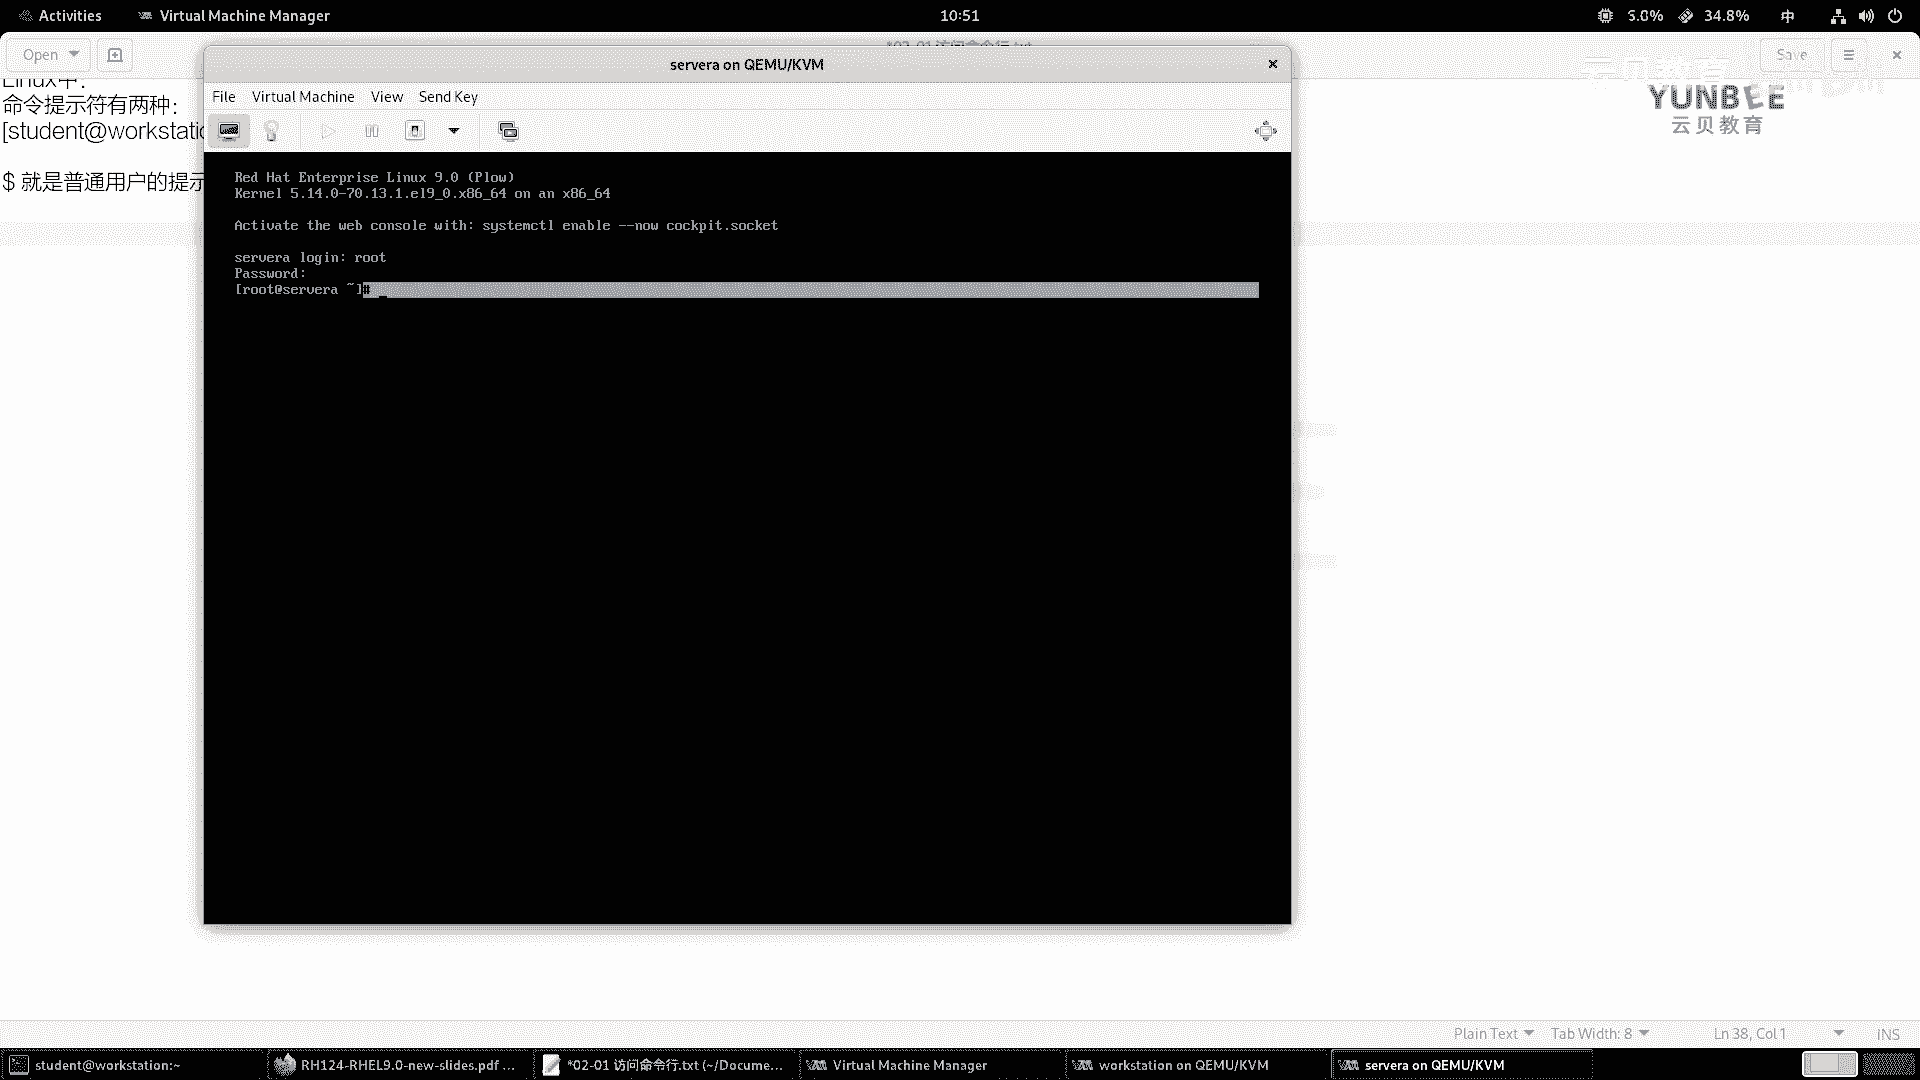 Activities Virtual Machine Manager 10:51 5.0% 34.8% 中
Open Save
servera on QEMU/KVM
Linux中:
命令提示符有两种:
[student@workstatio
$ 就是普通用户的提示
YUNBEE
云贝教育
File Virtual Machine View Send Key
Red Hat Enterprise Linux 9.0 (Plow)
Kernel 5.14.0-70.13.1.el9_0.x86_64 on an x86_64
Activate the web console with: systemctl enable --now cockpit.socket
servera login: root
Password:
[root@servera ~]#
Plain Text Tab Width: 8 Ln 38, Col 1 INS
student@workstation:~ RH124-RHEL9.0-new-slides.pdf ... *02-01 访问命令行.txt (~/Docume... Virtual Machine Manager workstation on QEMU/KVM servera on QEMU/KVM